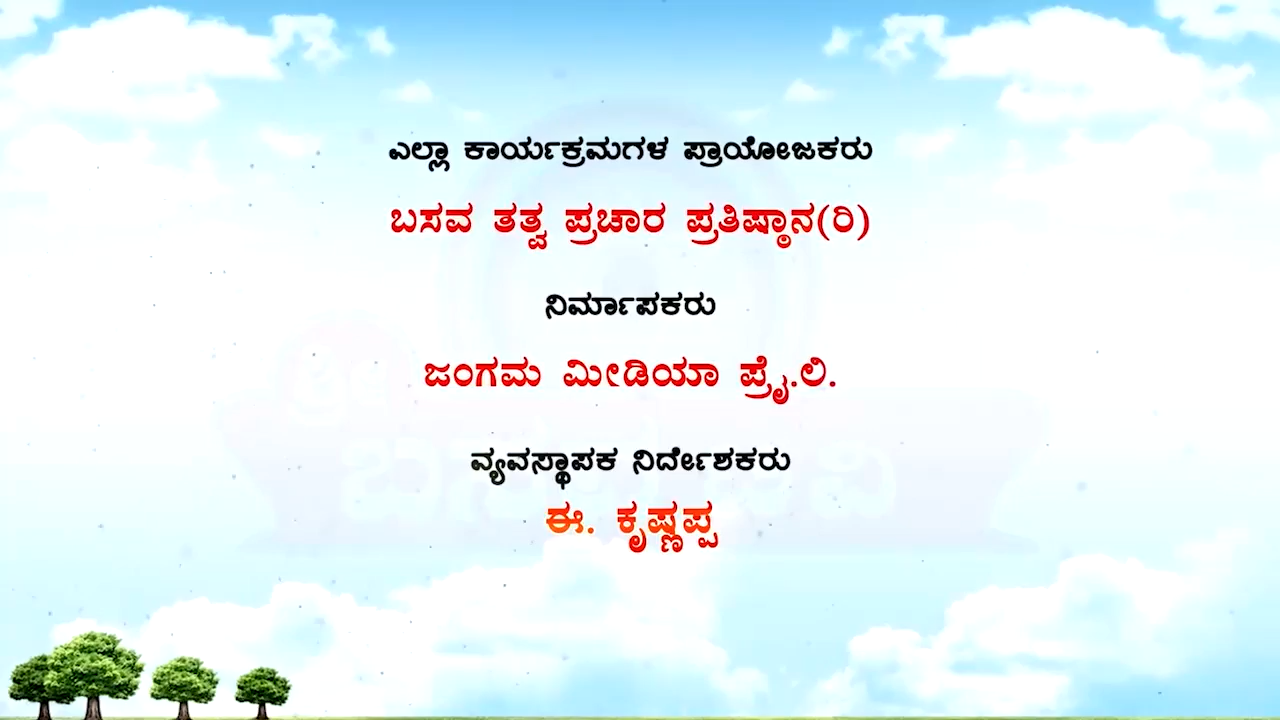 ಎಲ್ಲಾ ಕಾರ್ಯಕ್ರಮಗಳ ಪ್ರಾಯೋಜಕರು
ಬಸವ ತತ್ವ ಪ್ರಚಾರ ಪ್ರತಿಷ್ಠಾನ(ರಿ)
ನಿರ್ಮಾಪಕರು
ಜಂಗಮ ಮೀಡಿಯಾ ಪ್ರೈ.ಲಿ.
ವ್ಯವಸ್ಥಾಪಕ ನಿರ್ದೇಶಕರು
ಈ. ಕೃಷ್ಣಪ್ಪ